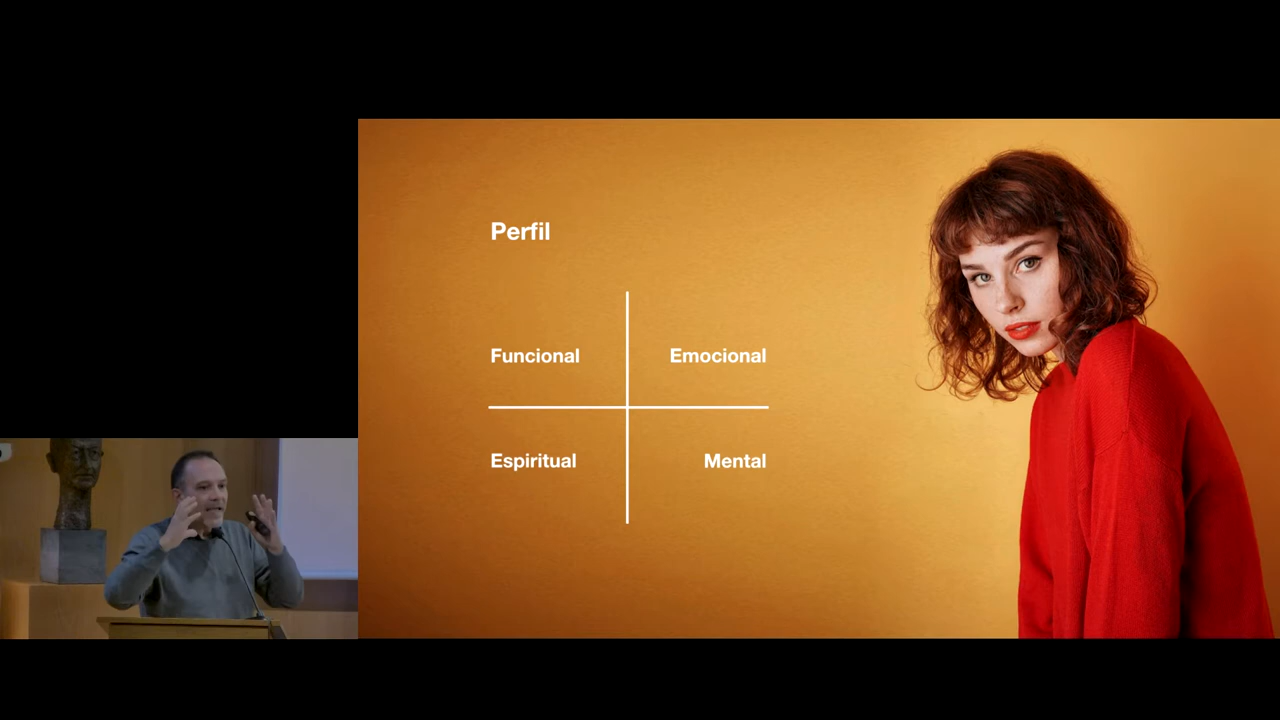 Perfil
Funcional
Emocional
Espiritual
Mental